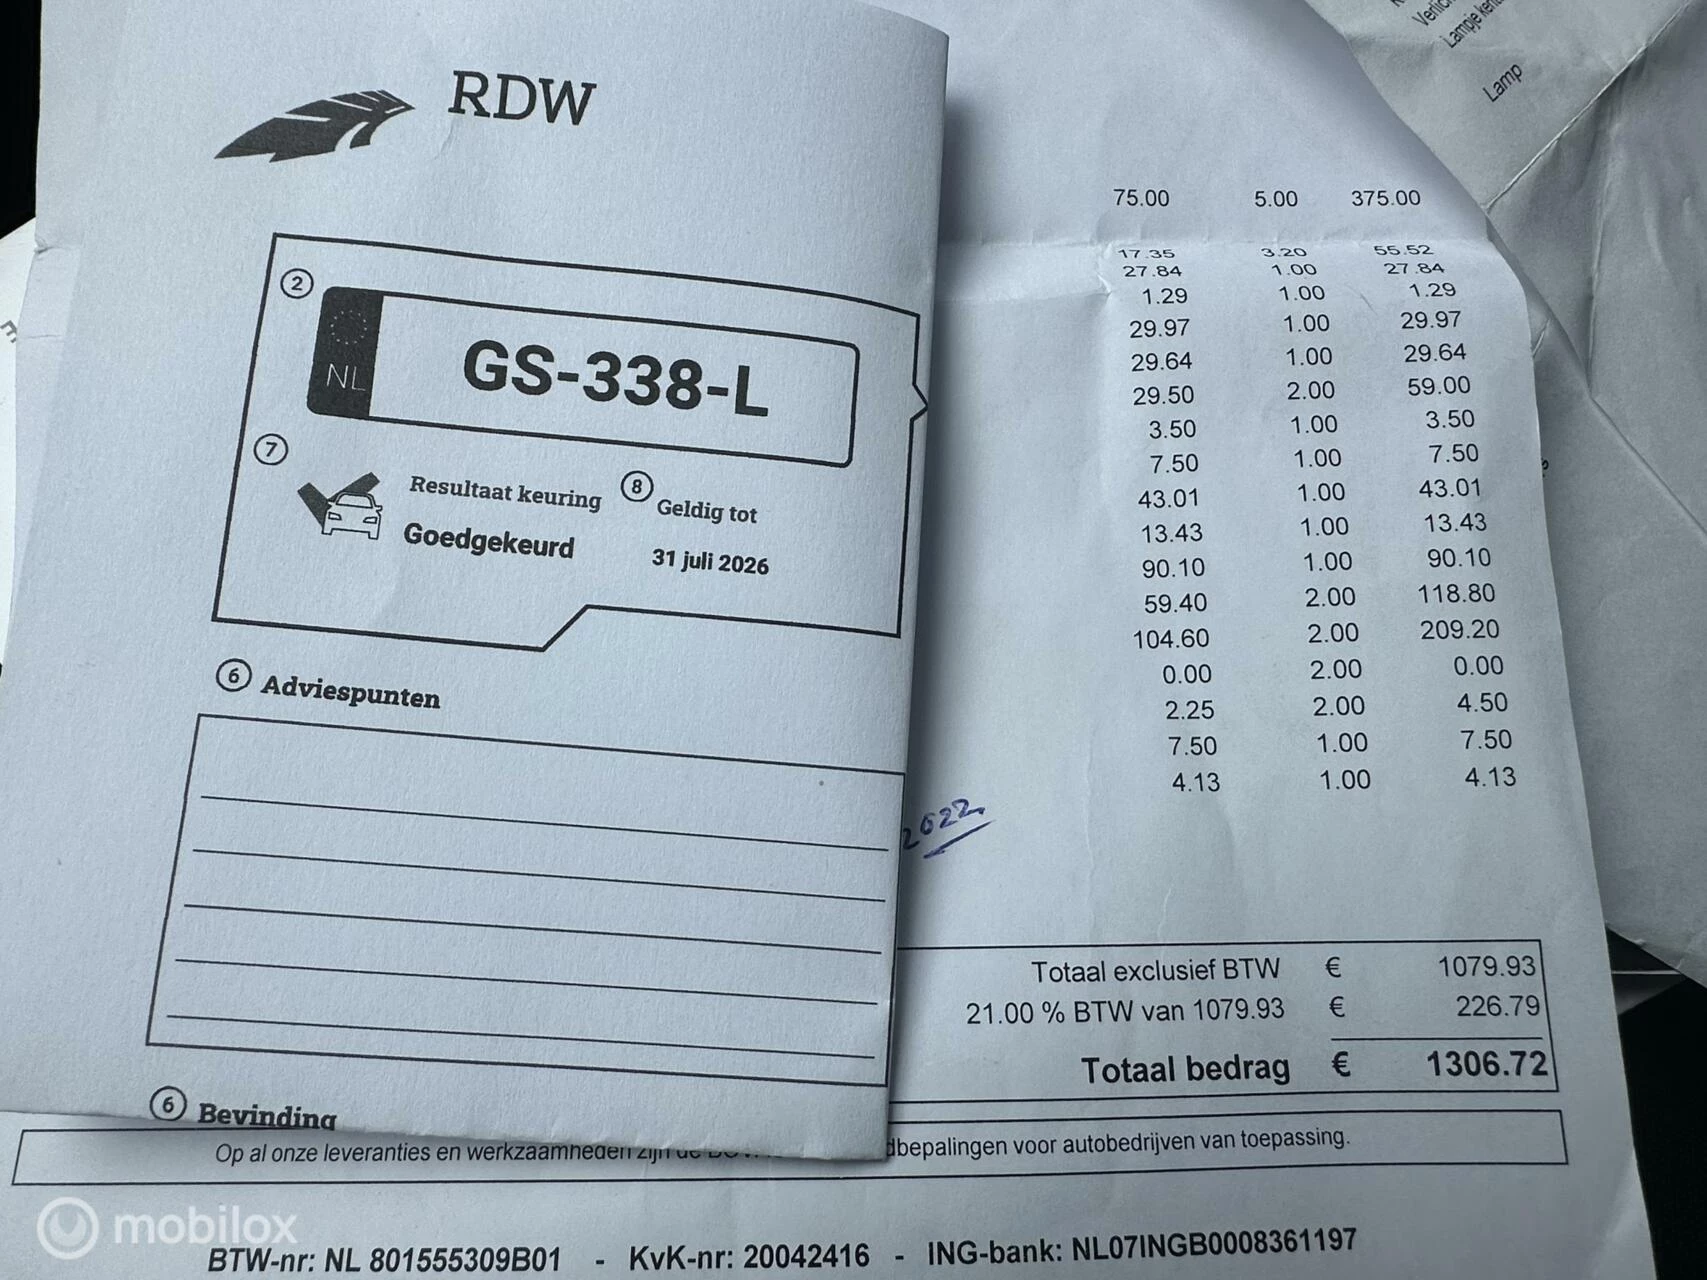 RDW
2
NL
GS-338-L
7
Resultaat keuring
Goedgekeurd
8
Geldig tot
31 juli 2026
6 Adviespunten
6 Bevinding
Lamp
75.00 5.00 375.00
17.35 3.20 55.52
27.84 1.00 27.84
1.29 1.00 1.29
29.97 1.00 29.97
29.64 1.00 29.64
29.50 2.00 59.00
3.50 1.00 3.50
7.50 1.00 7.50
43.01 1.00 43.01
13.43 1.00 13.43
90.10 1.00 90.10
59.40 2.00 118.80
104.60 2.00 209.20
0.00 2.00 0.00
2.25 2.00 4.50
7.50 1.00 7.50
4.13 1.00 4.13
2022
Totaal exclusief BTW € 1079.93
21.00 % BTW van 1079.93 € 226.79
Totaal bedrag € 1306.72
Op al onze leveranties en werkzaamheden zijn de dbepalingen voor autobedrijven van toepassing.
BTW-nr: NL 801555309B01 - KvK-nr: 20042416 - ING-bank: NL07INGB0008361197
mobilox